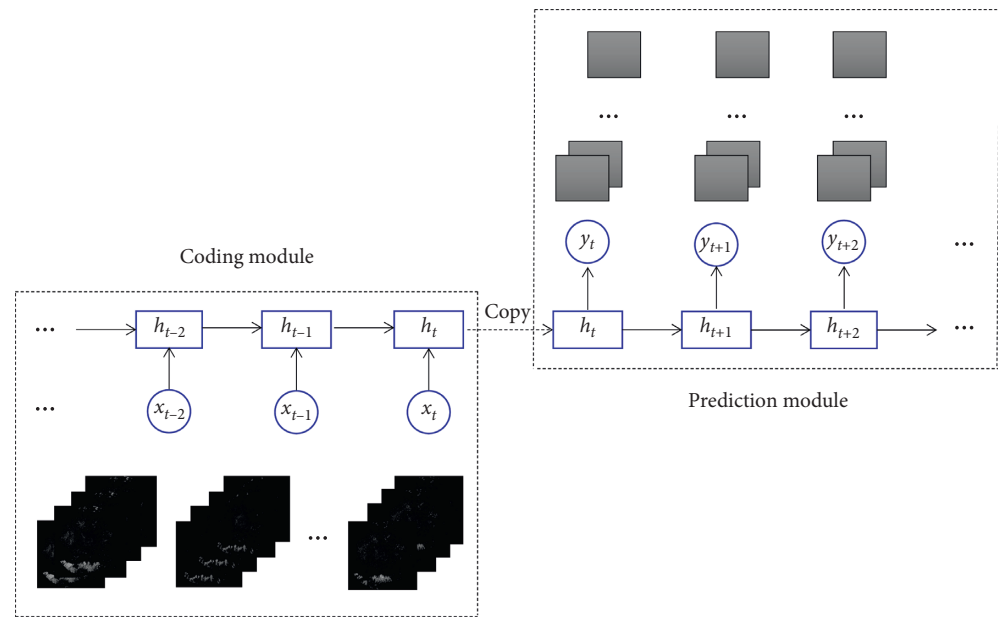 ...
...
...
y_t
y_{t+1}
y_{t+2}
...
Coding module
...
h_{t–2}
h_{t–1}
h_t
Copy
h_t
h_{t+1}
h_{t+2}
...
...
x_{t–2}
x_{t–1}
x_t
Prediction module
...